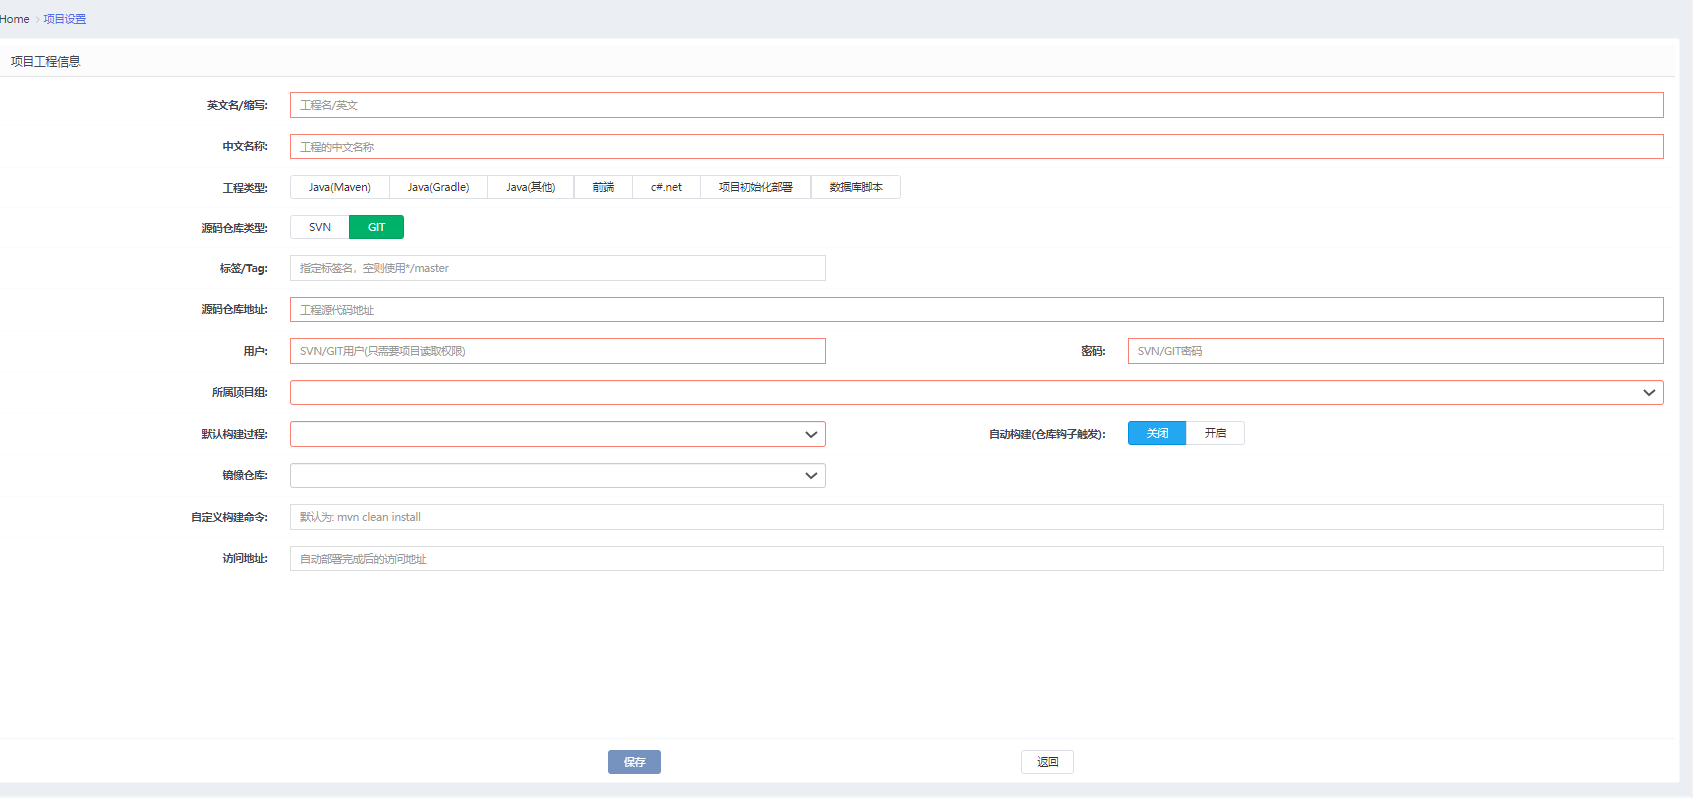 Home › 项目设置
项目工程信息
英文名/缩写: 工程名/英文
中文名称: 工程的中文名称
工程类型: Java(Maven) Java(Gradle) Java(其他) 前端 c#.net 项目初始化部署 数据库脚本
源码仓库类型: SVN GIT
标签/Tag: 指定标签名，空则使用*/master
源码仓库地址: 工程源代码地址
用户: SVN/GIT用户(只需要项目读取权限) 密码: SVN/GIT密码
所属项目组:
默认构建过程: 自动构建(仓库钩子触发): 关闭 开启
镜像仓库:
自定义构建命令: 默认为: mvn clean install
访问地址: 自动部署完成后的访问地址
保存 返回